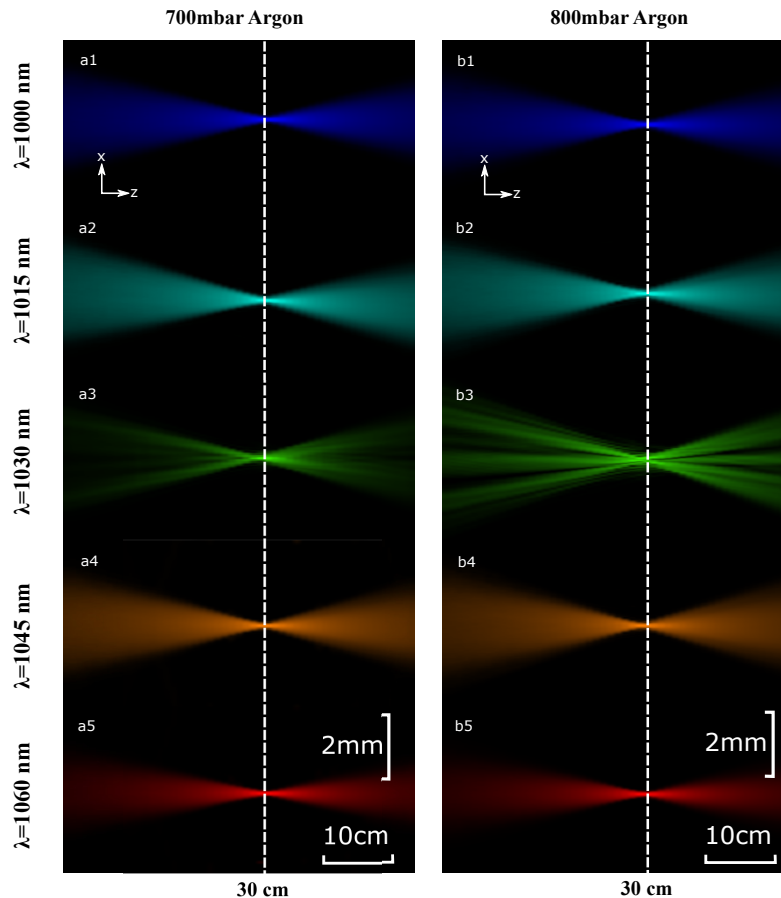 700mbar Argon
800mbar Argon
λ=1000 nm
a1
b1
x
z
x
z
λ=1015 nm
a2
b2
λ=1030 nm
a3
b3
λ=1045 nm
a4
b4
λ=1060 nm
a5
b5
2mm
2mm
10cm
10cm
30 cm
30 cm